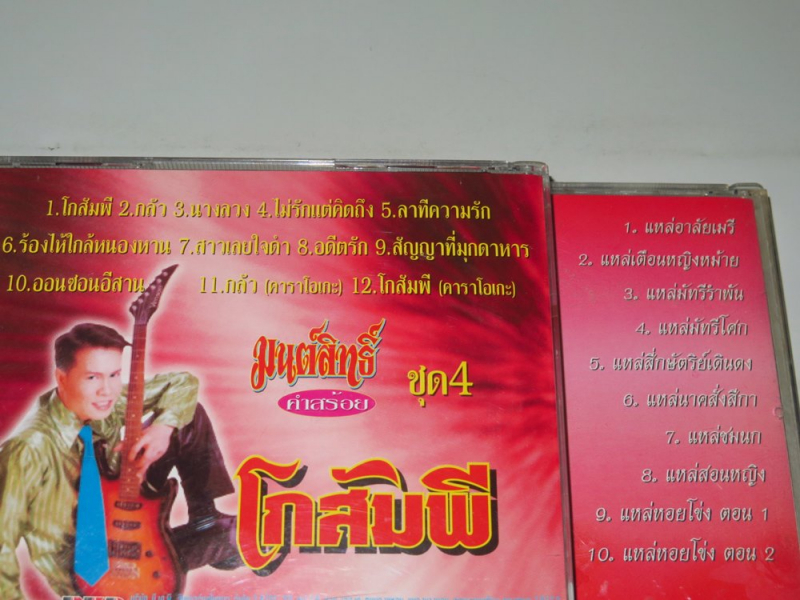 1.โกสัมพี 2.กลัว 3.นางลวง 4.ไม่รักแต่คิดถึง 5.ลาทีความรัก
6.ร้องไห้ใกล้หนองหาน 7.สาวเลยใจดำ 8.อดีตรัก 9.สัญญาที่มุกดาหาร
10.ออนซอนอีสาน 11.กลัว (คาราโอเกะ) 12.โกสัมพี (คาราโอเกะ)
มนต์สิทธิ์
คำสร้อย
ชุด4
โกสัมพี
1. แหล่อาลัยเมรี
2. แหล่เตือนหญิงหม้าย
3. แหล่มัทรีรำพัน
4. แหล่มัทรีโศก
5. แหล่สี่กษัตริย์เดินดง
6. แหล่นาคสั่งสีกา
7. แหล่ชมนก
8. แหล่สอนหญิง
9. แหล่หอยโข่ง ตอน 1
10. แหล่หอยโข่ง ตอน 2